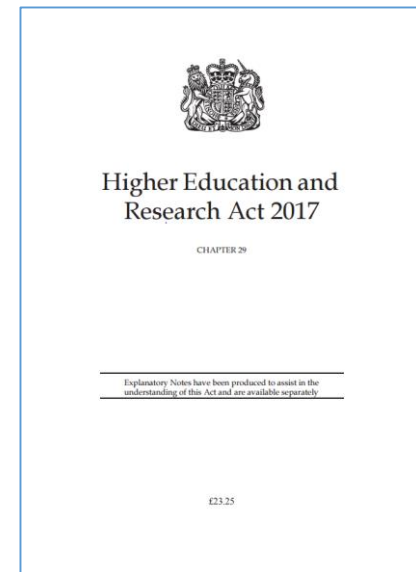 Higher Education and
Research Act 2017
CHAPTER 29
Explanatory Notes have been produced to assist in the
understanding of this Act and are available separately
£23.25